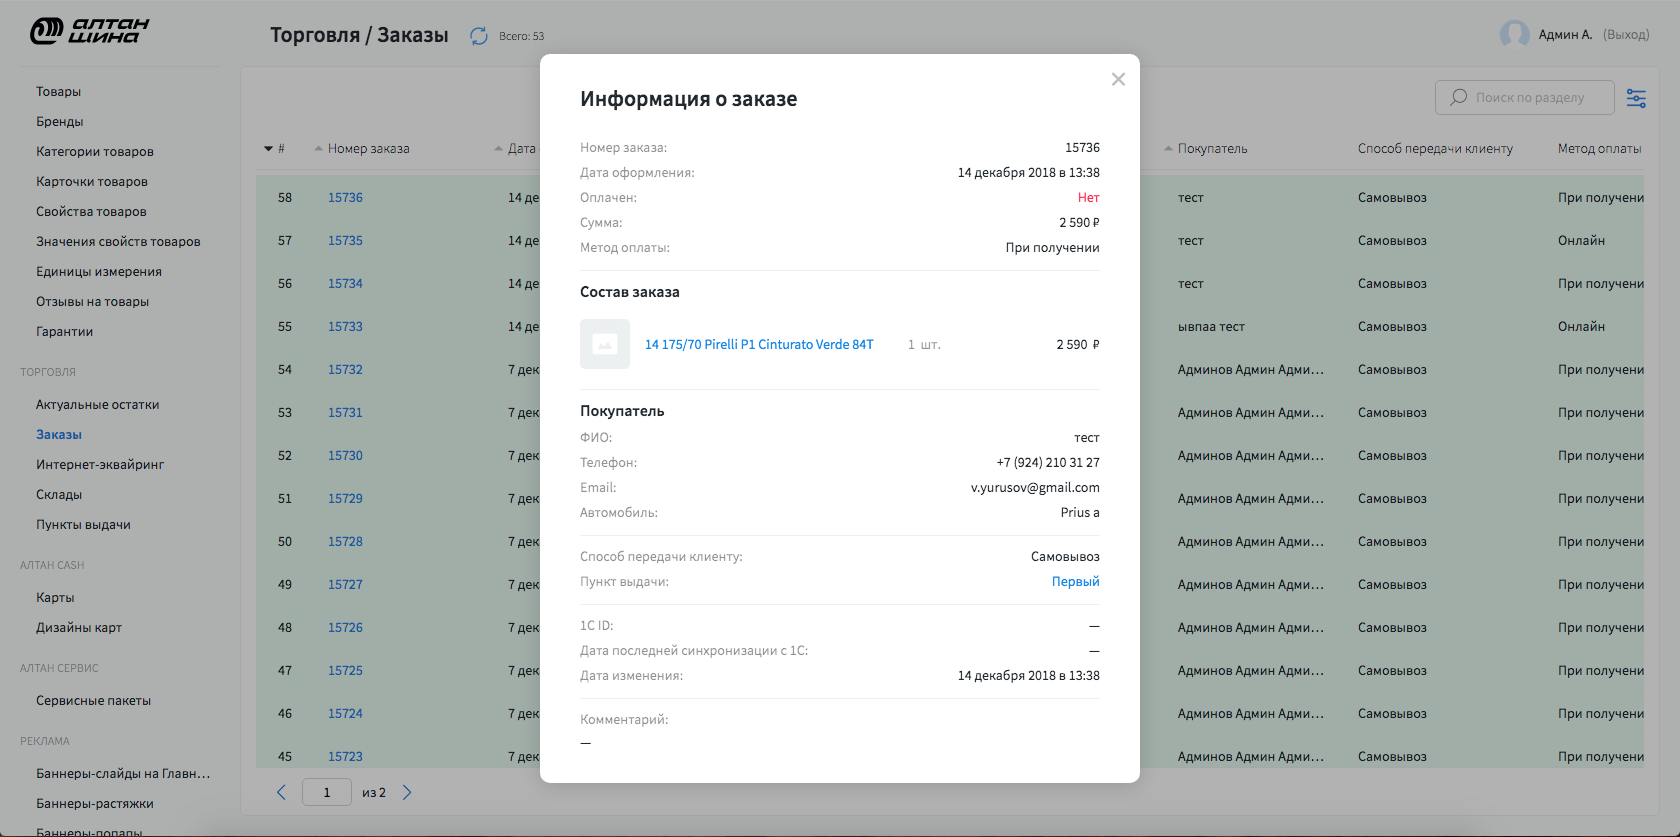 АЛТАН
ШИНА
Торговля / Заказы
Всего: 53
Админ А.
(Выход)
Товары
Бренды
Категории товаров
Карточки товаров
Свойства товаров
Значения свойств товаров
Единицы измерения
Отзывы на товары
Гарантии
ТОРГОВЛЯ
Актуальные остатки
Заказы
Интернет-эквайринг
Склады
Пункты выдачи
АЛТАН CASH
Карты
Дизайны карт
АЛТАН СЕРВИС
Сервисные пакеты
РЕКЛАМА
Баннеры-слайды на Главн...
Баннеры-растяжки
Баннеры-попапы
Поиск по разделу
# Номер заказа Дата Покупатель Способ передачи клиенту Метод оплаты
58 15736 14 де тест Самовывоз При получени
57 15735 14 де тест Самовывоз Онлайн
56 15734 14 де тест Самовывоз При получени
55 15733 14 де ывпаа тест Самовывоз Онлайн
54 15732 7 дек Админов Админ Адми... Самовывоз При получени
53 15731 7 дек Админов Админ Адми... Самовывоз При получени
52 15730 7 дек Админов Админ Адми... Самовывоз При получени
51 15729 7 дек Админов Админ Адми... Самовывоз При получени
50 15728 7 дек Админов Админ Адми... Самовывоз При получени
49 15727 7 дек Админов Админ Адми... Самовывоз При получени
48 15726 7 дек Админов Админ Адми... Самовывоз При получени
47 15725 7 дек Админов Админ Адми... Самовывоз При получени
46 15724 7 дек Админов Админ Адми... Самовывоз При получени
45 15723 7 дек Админов Админ Адми... Самовывоз При получени
1 из 2
Информация о заказе
Номер заказа: 15736
Дата оформления: 14 декабря 2018 в 13:38
Оплачен: Нет
Сумма: 2 590 ₽
Метод оплаты: При получении
Состав заказа
14 175/70 Pirelli P1 Cinturato Verde 84T 1 шт. 2 590 ₽
Покупатель
ФИО: тест
Телефон: +7 (924) 210 31 27
Email: v.yurusov@gmail.com
Автомобиль: Prius a
Способ передачи клиенту: Самовывоз
Пункт выдачи: Первый
1С ID: —
Дата последней синхронизации с 1С: —
Дата изменения: 14 декабря 2018 в 13:38
Комментарий:
—